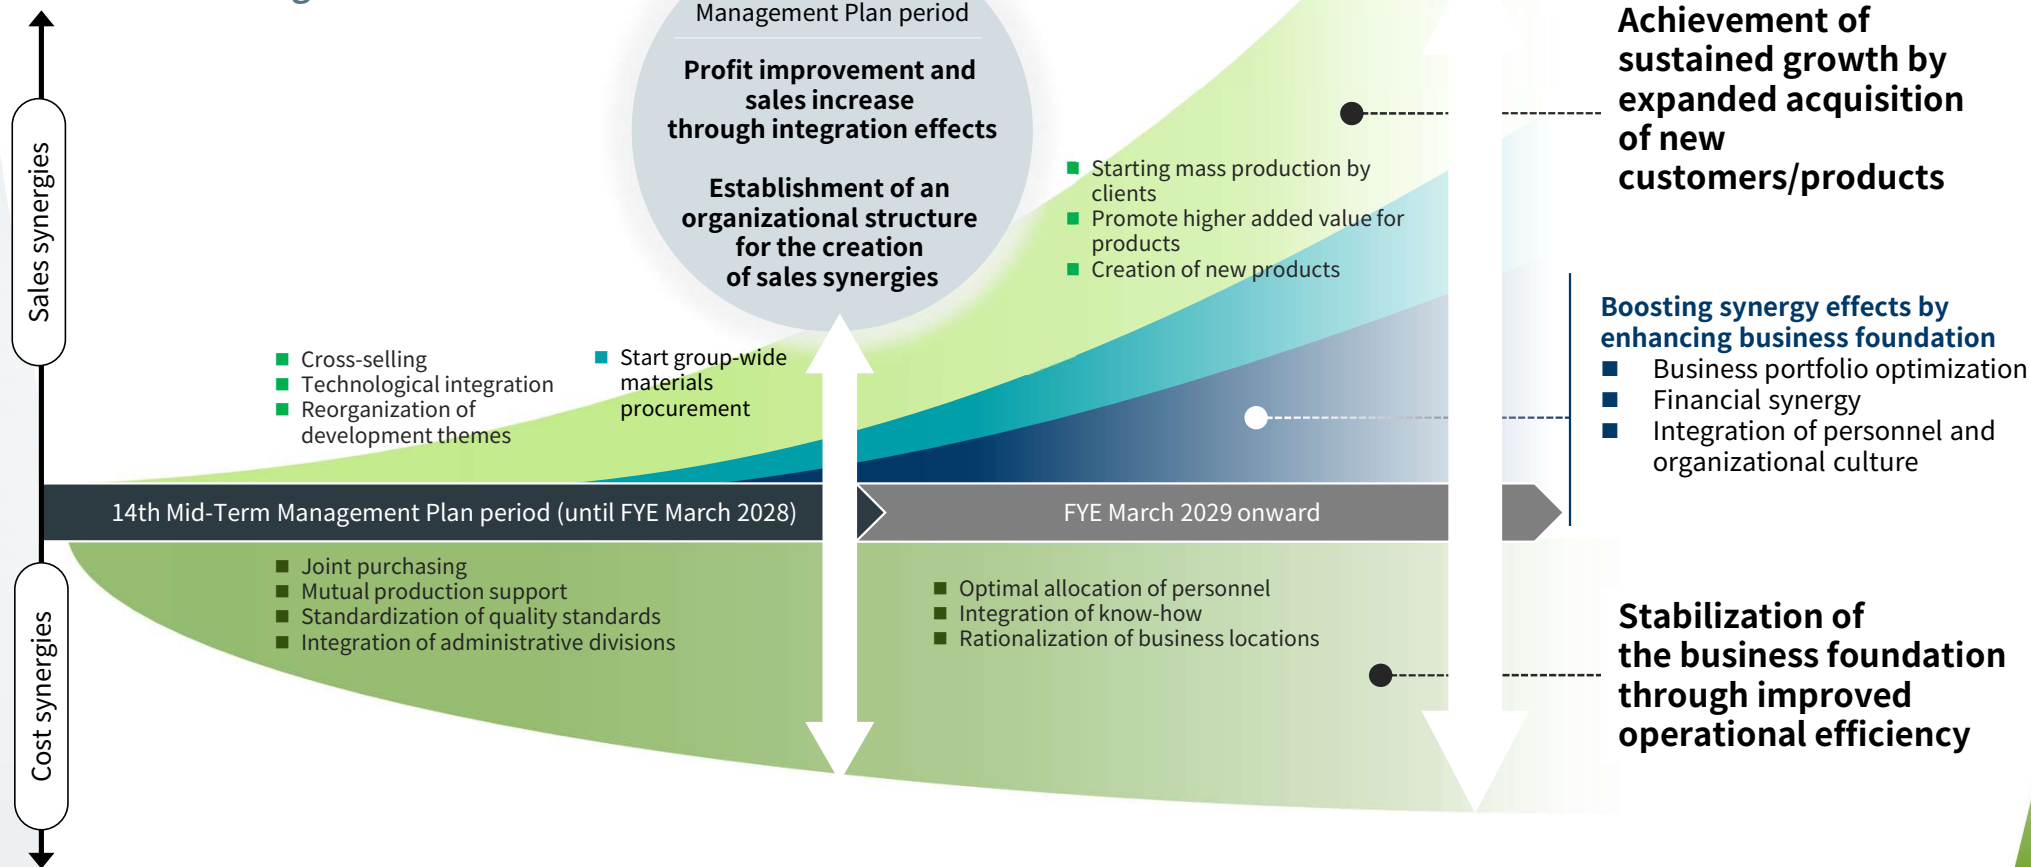 Management Plan period
Profit improvement and
sales increase
through integration effects
Establishment of an
organizational structure
for the creation
of sales synergies
Sales synergies
Cost synergies
Cross-selling
Technological integration
Reorganization of
development themes
Start group-wide
materials
procurement
Starting mass production by
clients
Promote higher added value for
products
Creation of new products
Achievement of
sustained growth by
expanded acquisition
of new
customers/products
Boosting synergy effects by
enhancing business foundation
Business portfolio optimization
Financial synergy
Integration of personnel and
organizational culture
14th Mid-Term Management Plan period (until FYE March 2028)
FYE March 2029 onward
Joint purchasing
Mutual production support
Standardization of quality standards
Integration of administrative divisions
Optimal allocation of personnel
Integration of know-how
Rationalization of business locations
Stabilization of
the business foundation
through improved
operational efficiency